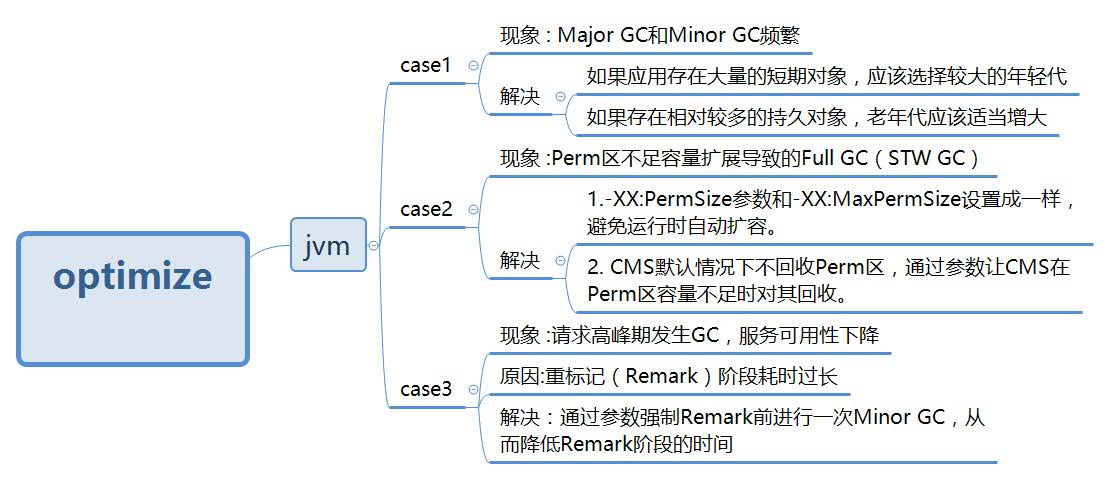 optimize
jvm
case1
现象 : Major GC和Minor GC频繁
解决
如果应用存在大量的短期对象，应该选择较大的年轻代
如果存在相对较多的持久对象，老年代应该适当增大
case2
现象 :Perm区不足容量扩展导致的Full GC（STW GC）
解决
1.-XX:PermSize参数和-XX:MaxPermSize设置成一样，
避免运行时自动扩容。
2. CMS默认情况下不回收Perm区，通过参数让CMS在
Perm区容量不足时对其回收。
case3
现象 :请求高峰期发生GC，服务可用性下降
原因:重标记（Remark）阶段耗时过长
解决：通过参数强制Remark前进行一次Minor GC，从
而降低Remark阶段的时间